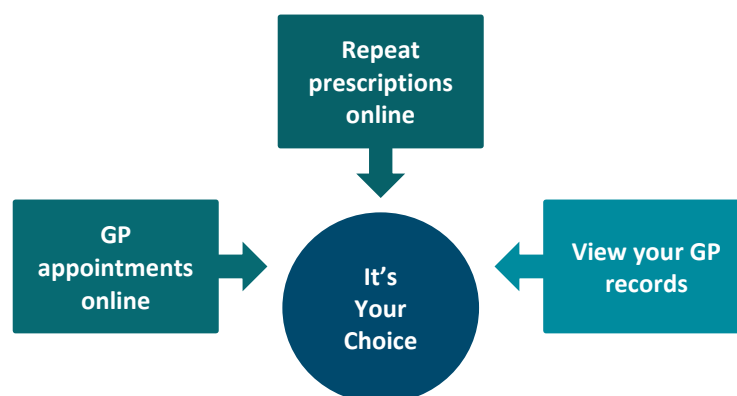 Repeat
prescriptions
online
GP
appointments
online
It’s
Your
Choice
View your GP
records